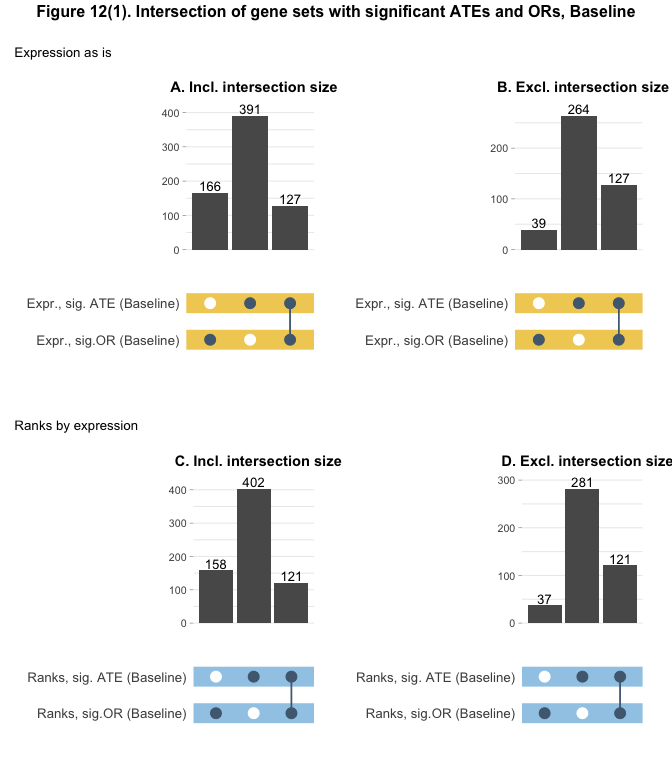 Figure 12(1). Intersection of gene sets with significant ATEs and ORs, Baseline
Expression as is
A. Incl. intersection size
400
300
200
100
0
166
391
127
Expr., sig. ATE (Baseline)
Expr., sig.OR (Baseline)
B. Excl. intersection size
200
100
0
39
264
127
Expr., sig. ATE (Baseline)
Expr., sig.OR (Baseline)
Ranks by expression
C. Incl. intersection size
400
300
200
100
0
158
402
121
Ranks, sig. ATE (Baseline)
Ranks, sig.OR (Baseline)
D. Excl. intersection size
300
200
100
0
37
281
121
Ranks, sig. ATE (Baseline)
Ranks, sig.OR (Baseline)